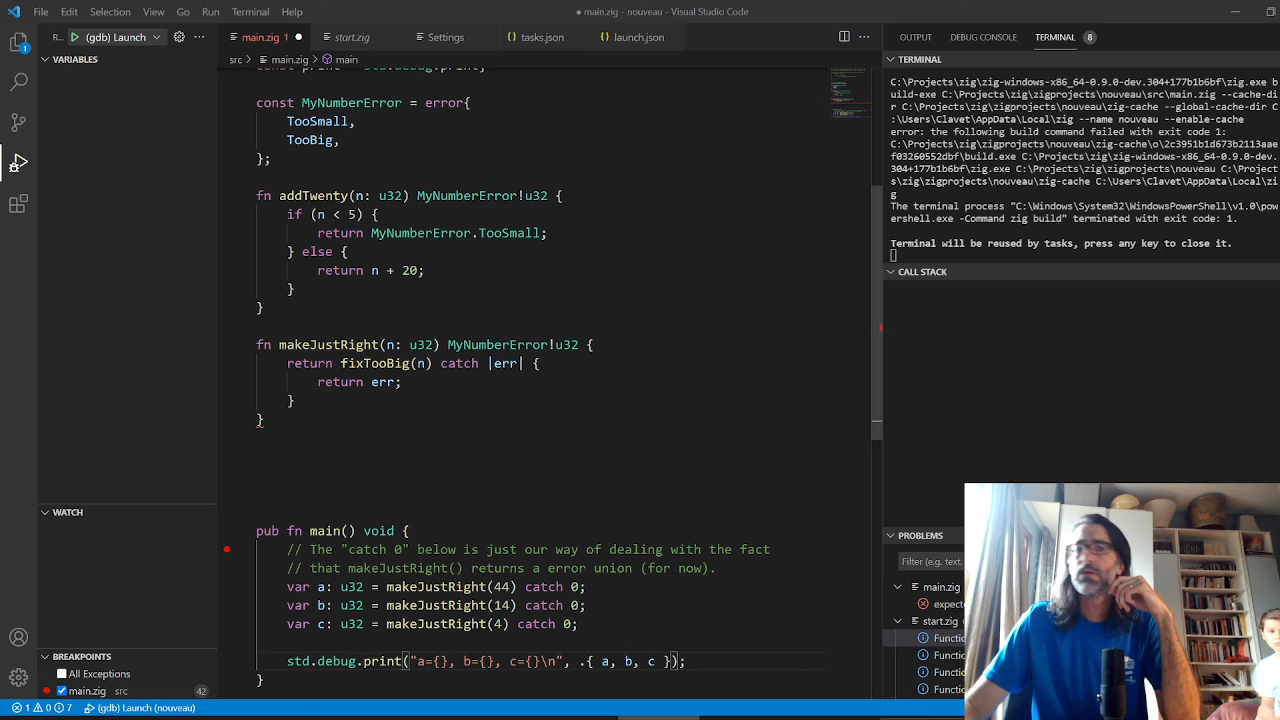 File Edit Selection View Go Run Terminal Help
● main.zig - nouveau - Visual Studio Code
R.. (gdb) Launch
main.zig 1 ●
start.zig
Settings
tasks.json
launch.json
OUTPUT DEBUG CONSOLE TERMINAL 8
VARIABLES
src > main.zig > main
TERMINAL
const MyNumberError = error{
TooSmall,
TooBig,
};
fn addTwenty(n: u32) MyNumberError!u32 {
if (n < 5) {
return MyNumberError.TooSmall;
} else {
return n + 20;
}
}
fn makeJustRight(n: u32) MyNumberError!u32 {
return fixTooBig(n) catch |err| {
return err;
}
}
pub fn main() void {
// The "catch 0" below is just our way of dealing with the fact
// that makeJustRight() returns a error union (for now).
var a: u32 = makeJustRight(44) catch 0;
var b: u32 = makeJustRight(14) catch 0;
var c: u32 = makeJustRight(4) catch 0;
std.debug.print("a={}, b={}, c={}\n", .{ a, b, c });
}
C:\Projects\zig\zig-windows-x86_64-0.9.0-dev.304+177b1b6bf\zig.exe b
uild-exe C:\Projects\zig\zigprojects\nouveau\src\main.zig --cache-di
r C:\Projects\zig\zigprojects\nouveau\zig-cache --global-cache-dir C
:\Users\Clavet\AppData\Local\zig --name nouveau --enable-cache
error: the following build command failed with exit code 1:
C:\Projects\zig\zigprojects\nouveau\zig-cache\o\2c3951b1d673b2113aae
f03260552dbf\build.exe C:\Projects\zig\zig-windows-x86_64-0.9.0-dev.
304+177b1b6bf\zig.exe C:\Projects\zig\zigprojects\nouveau C:\Project
s\zig\zigprojects\nouveau\zig-cache C:\Users\Clavet\AppData\Local\zi
g
The terminal process "C:\Windows\System32\WindowsPowerShell\v1.0\pow
ershell.exe -Command zig build" terminated with exit code: 1.
Terminal will be reused by tasks, press any key to close it.
CALL STACK
WATCH
PROBLEMS
Filter (e.g. text,
main.zig
expecte
start.zig
Functio
Functio
Functio
Functio
BREAKPOINTS
All Exceptions
main.zig src 42
1 0 7 (gdb) Launch (nouveau)